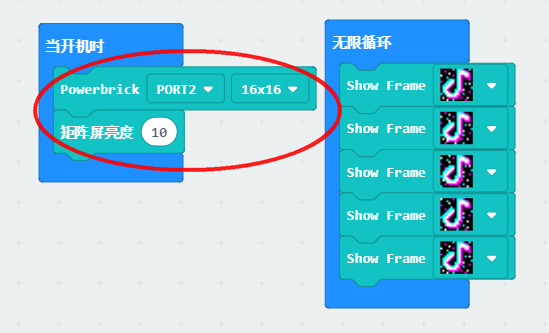 当开机时
Powerbrick PORT2 16x16
矩阵屏亮度 10
无限循环
Show Frame
Show Frame
Show Frame
Show Frame
Show Frame